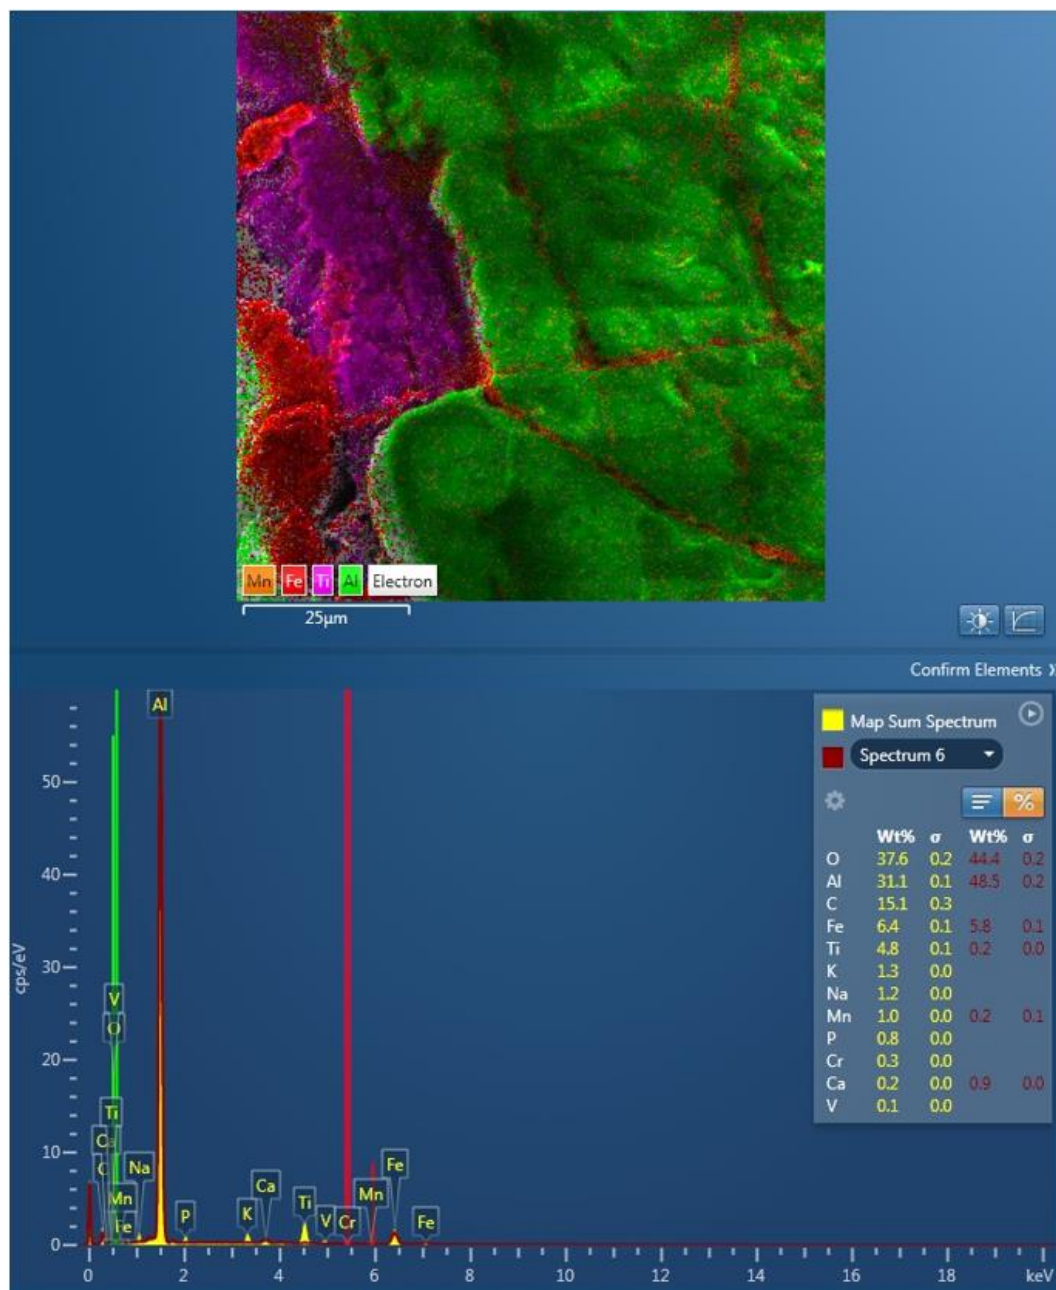 Mn Fe Ti Al Electron
25µm
Confirm Elements
Map Sum Spectrum
Spectrum 6
%
Wt% σ Wt% σ
O 37.6 0.2 44.4 0.2
Al 31.1 0.1 48.5 0.2
C 15.1 0.3
Fe 6.4 0.1 5.8 0.1
Ti 4.8 0.1 0.2 0.0
K 1.3 0.0
Na 1.2 0.0
Mn 1.0 0.0 0.2 0.1
P 0.8 0.0
Cr 0.3 0.0
Ca 0.2 0.0 0.9 0.0
V 0.1 0.0
Al
50
40
cps/eV
30
V
O
20
Ti
Ca
10
C Na Ca Fe
Mn Mn
Fe P K Ti V Cr Fe
0
0 2 4 6 8 10 12 14 16 18 keV